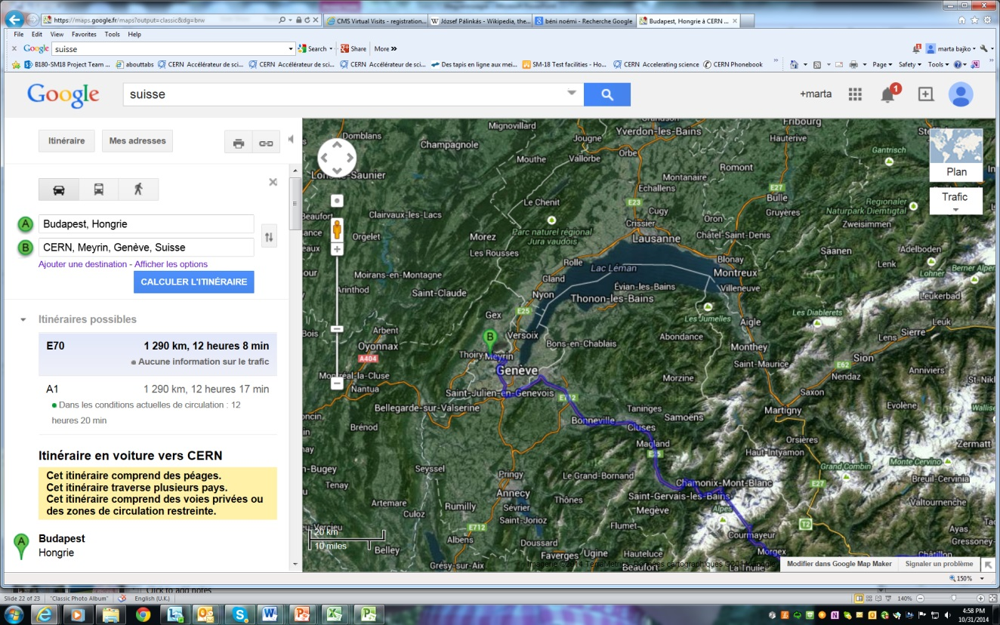 https://maps.google.fr/maps?output=classic&dg=brw
CMS Virtual Visits - registration...
József Pálinkás - Wikipedia, the...
béni noémi - Recherche Google
Budapest, Hongrie à CERN ...
File Edit View Favorites Tools Help
Google suisse Search Share More »
marta bajko
B180-SM18 Project Team ...
abouttabs
CERN Accélérateur de sci...
CERN Accélérateur de sci...
CERN Accélérateur de sci...
Des tapis en ligne aux mei...
SM-18 Test facilities - Ho...
CERN Accelerating science
CERN Phonebook
Page Safety Tools
Google
suisse
+marta
1
Itinéraire
Mes adresses
A Budapest, Hongrie
B CERN, Meyrin, Genève, Suisse
Ajouter une destination - Afficher les options
CALCULER L'ITINÉRAIRE
Itinéraires possibles
E70 1 290 km, 12 heures 8 min
Aucune information sur le trafic
A1 1 290 km, 12 heures 17 min
Dans les conditions actuelles de circulation : 12
heures 20 min
Itinéraire en voiture vers CERN
Cet itinéraire comprend des péages.
Cet itinéraire traverse plusieurs pays.
Cet itinéraire comprend des voies privées ou
des zones de circulation restreinte.
A Budapest
Hongrie
Plan
Trafic
Domblans
Mignovillard
Yverdon-les-Bains
Fribourg
Champagnole
Jougne
Hauterive
Mouthe
Vallorbe
Orbe
Gantrisch
Romont
Montanaire
Echallens
E27
Bulle
Le Chenit
E23
Cugy
Gruyères
Regionaler
Naturpark Diemtigtal
Beaufort
Clairvaux-les-Lacs
Parc naturel régional
Jura vaudois
Crissier
Oron
Zweisimmen
Orgelet
Morez
Lausanne
Châtel-Saint-Denis
Les Rousses
Saanen
Adelboden
Rolle
Lac Léman
Blonay
Lenk
Lohner
Berner Alpen
Moirans-en-Montagne
Gland
Montreux
Arinthod
Saint-Claude
Nyon
Évian-les-Bains
Villeneuve
Leukerbad
Thonon-les-Bains
Gex
E25
Les Jumelles
Les Diablerets
Arbent
B
Versoix
Aigle
Leuk
Oyonnax
Bons-en-Chablais
Abondance
Lens
Sierre
A404
Thoiry
Meyrin
Monthey
Sion
Montréal-la-Cluse
Genève
Saint-Maurice
E62
Anniviers
Nantua
Morzine
Nendaz
Saint-Julien-en-Genevois
Saxon
Bellegarde-sur-Valserine
Taninges
Martigny
Evolène
Bonneville
Cluses
Samoëns
Brénod
Magland
Orsières
Zermatt
Haut-Intyamon
Seyssel
Pringy
Le Grand-Bornand
Grand Combin
Monte Cervino
Tenay
Annecy
Chamonix-Mont-Blanc
E27
Breuil-Cervinia
Artemare
Rumilly
Sévrier
Thônes
Saint-Gervais-les-Bains
Valtournenche
Culoz
Saint-Jorioz
Megève
Alpes
T2
Ayas
20 km
10 miles
E712
Albens
Flumet
Courmayeur
Gressoney-
Belley
Doussard
Morgex
Châtillon
Faverges
Ugine
Hauteluce
Grésy-sur-Aix
Beaufort
La Thuile
Modifier dans Google Map Maker
Signaler un problème
150%
Click to add notes
Slide 22 of 23
"Classic Photo Album"
English (U.K.)
140%
4:58 PM
10/31/2014